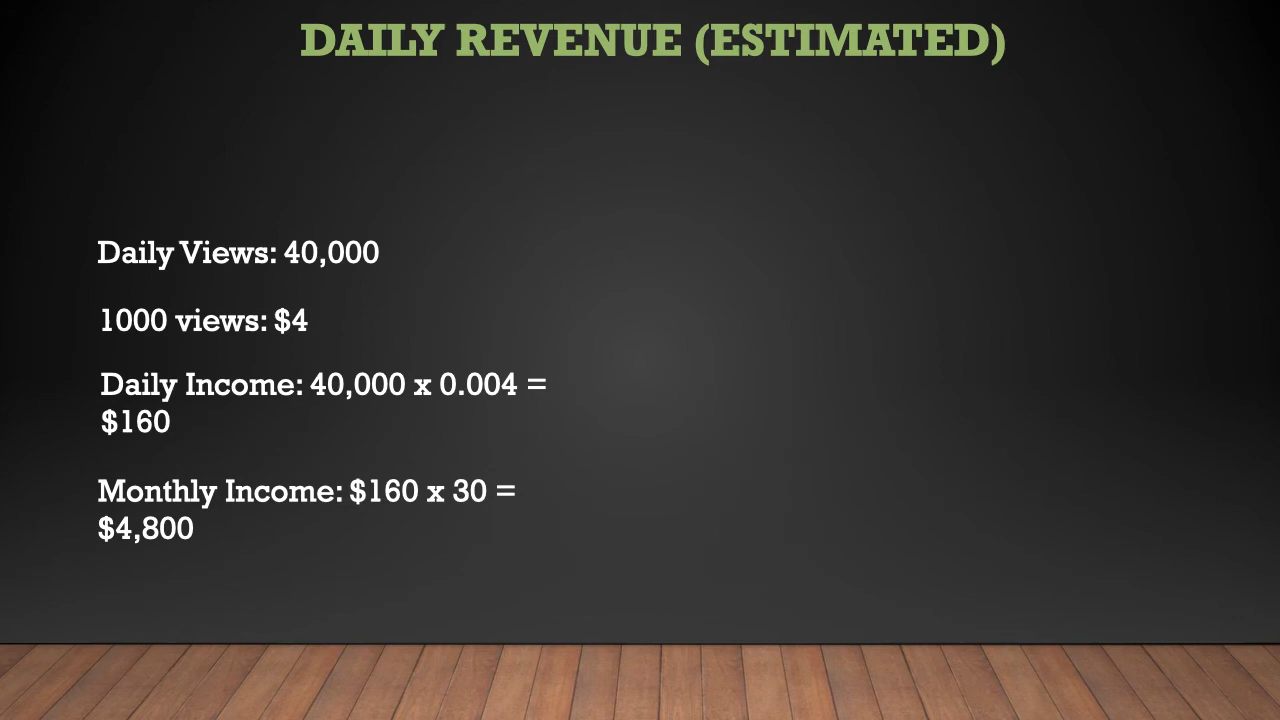 DAILY REVENUE (ESTIMATED)
Daily Views: 40,000
1000 views: $4
Daily Income: 40,000 x 0.004 =
$160
Monthly Income: $160 x 30 =
$4,800